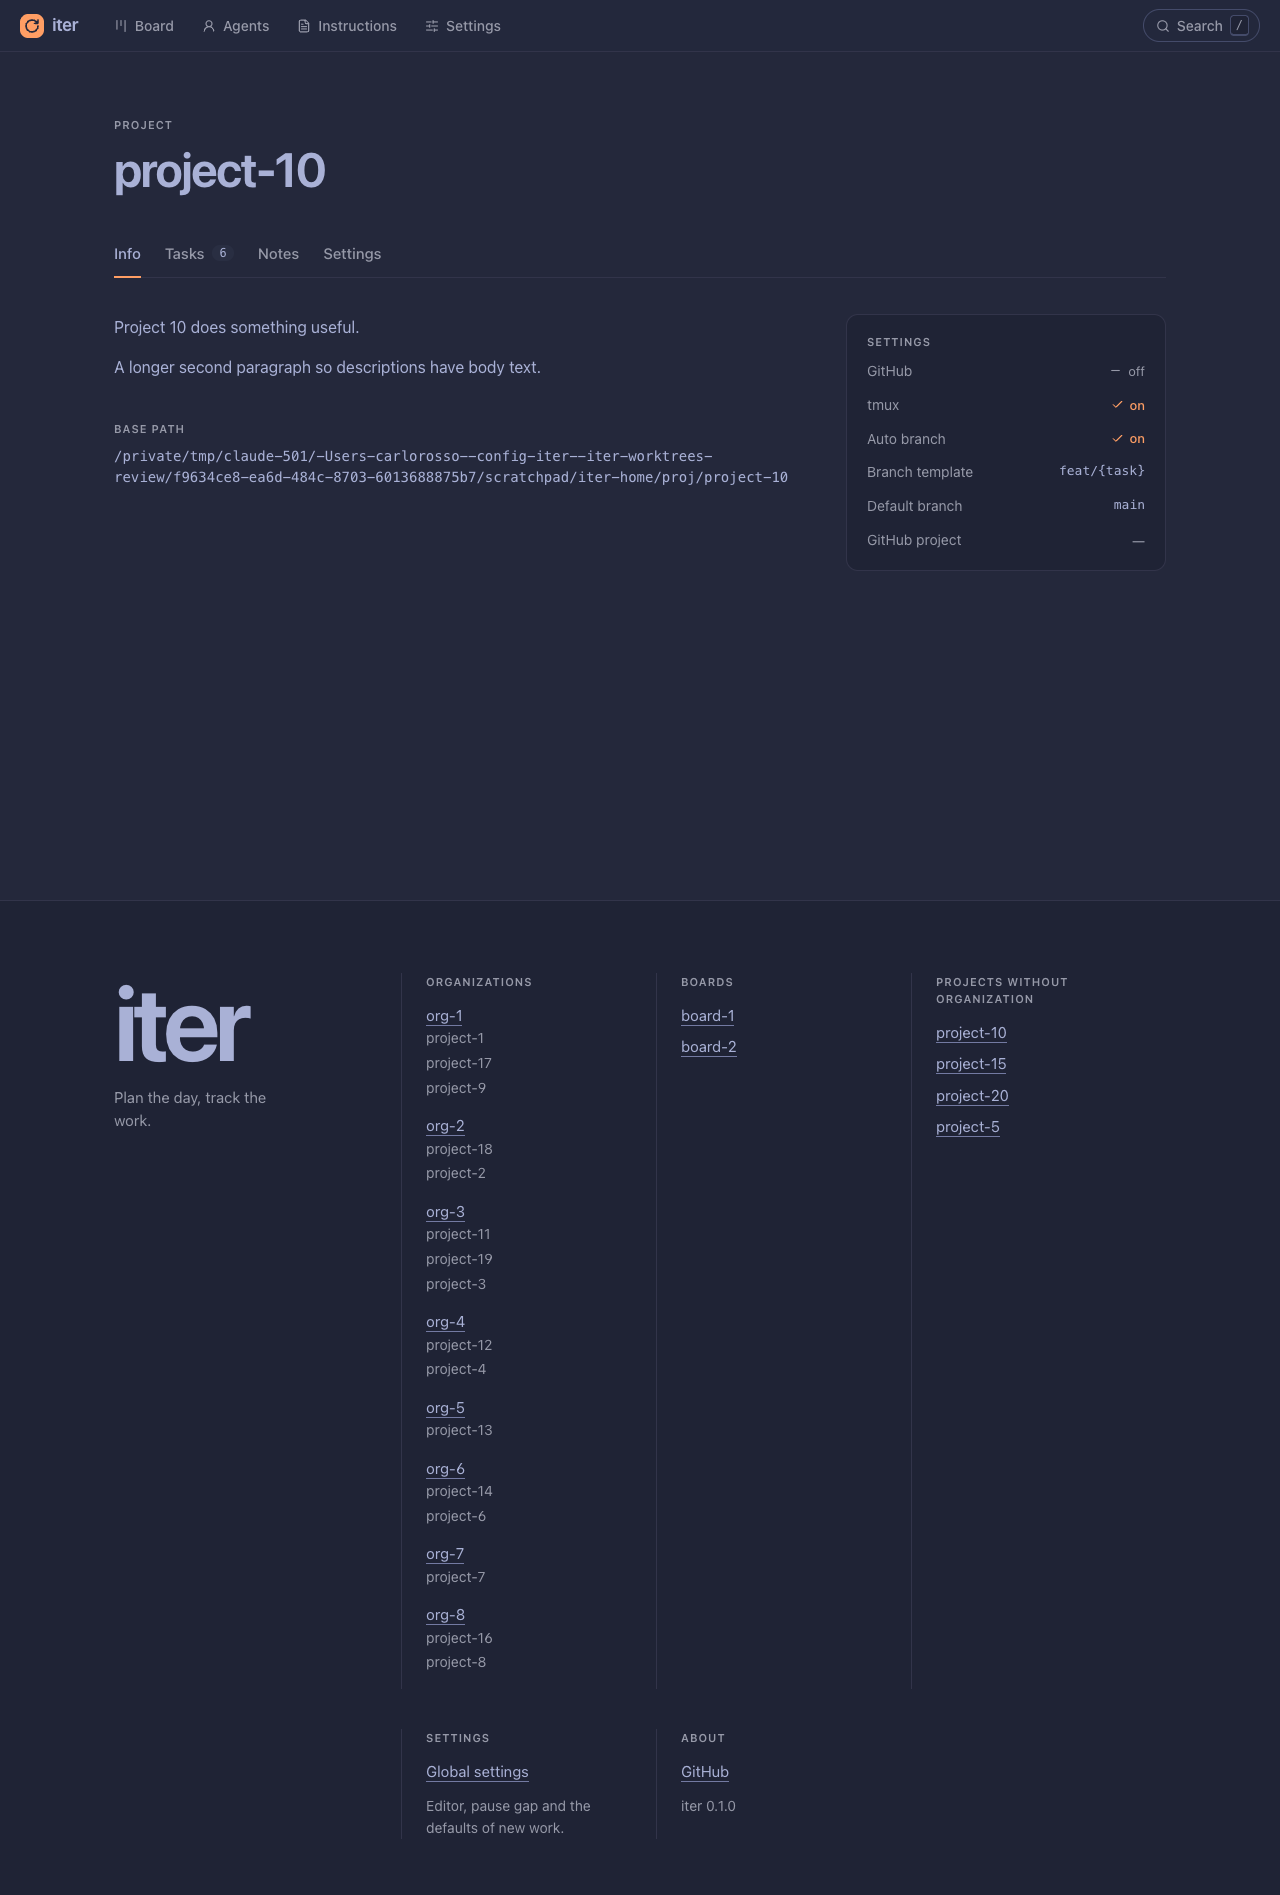 iter
Board
Agents
Instructions
Settings
Search /
PROJECT
project-10
Info
Tasks 6
Notes
Settings
Project 10 does something useful.
A longer second paragraph so descriptions have body text.
BASE PATH
/private/tmp/claude-501/-Users-carlorosso--config-iter--iter-worktrees-
review/f9634ce8-ea6d-484c-8703-6013688875b7/scratchpad/iter-home/proj/project-10
SETTINGS
GitHub — off
tmux ✓ on
Auto branch ✓ on
Branch template feat/{task}
Default branch main
GitHub project —
iter
Plan the day, track the
work.
ORGANIZATIONS
org-1
project-1
project-17
project-9
org-2
project-18
project-2
org-3
project-11
project-19
project-3
org-4
project-12
project-4
org-5
project-13
org-6
project-14
project-6
org-7
project-7
org-8
project-16
project-8
BOARDS
board-1
board-2
PROJECTS WITHOUT
ORGANIZATION
project-10
project-15
project-20
project-5
SETTINGS
Global settings
Editor, pause gap and the
defaults of new work.
ABOUT
GitHub
iter 0.1.0